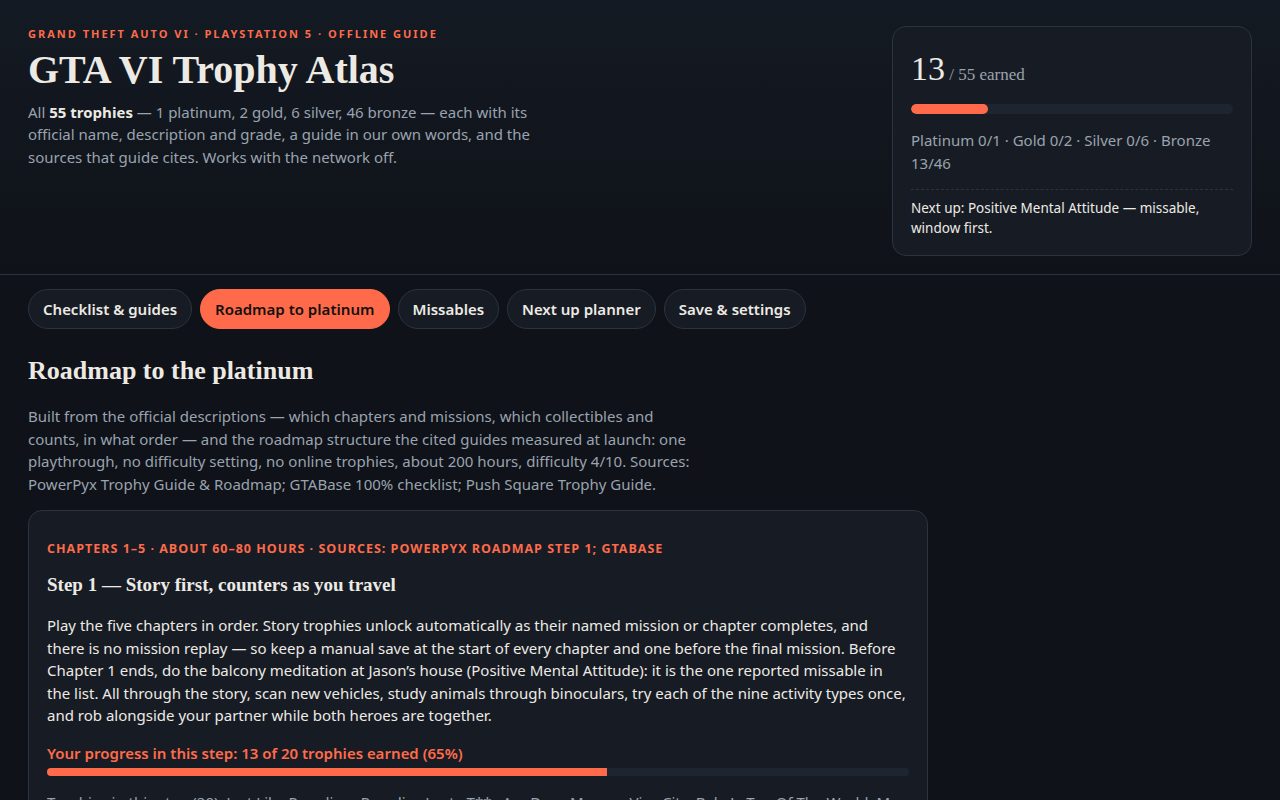 GRAND THEFT AUTO VI · PLAYSTATION 5 · OFFLINE GUIDE
GTA VI Trophy Atlas
All 55 trophies — 1 platinum, 2 gold, 6 silver, 46 bronze — each with its
official name, description and grade, a guide in our own words, and the
sources that guide cites. Works with the network off.
13 / 55 earned
Platinum 0/1 · Gold 0/2 · Silver 0/6 · Bronze
13/46
Next up: Positive Mental Attitude — missable,
window first.
Checklist & guides
Roadmap to platinum
Missables
Next up planner
Save & settings
Roadmap to the platinum
Built from the official descriptions — which chapters and missions, which collectibles and
counts, in what order — and the roadmap structure the cited guides measured at launch: one
playthrough, no difficulty setting, no online trophies, about 200 hours, difficulty 4/10. Sources:
PowerPyx Trophy Guide & Roadmap; GTABase 100% checklist; Push Square Trophy Guide.
CHAPTERS 1–5 · ABOUT 60–80 HOURS · SOURCES: POWERPYX ROADMAP STEP 1; GTABASE
Step 1 — Story first, counters as you travel
Play the five chapters in order. Story trophies unlock automatically as their named mission or chapter completes, and
there is no mission replay — so keep a manual save at the start of every chapter and one before the final mission. Before
Chapter 1 ends, do the balcony meditation at Jason’s house (Positive Mental Attitude): it is the one reported missable in
the list. All through the story, scan new vehicles, study animals through binoculars, try each of the nine activity types once,
and rob alongside your partner while both heroes are together.
Your progress in this step: 13 of 20 trophies earned (65%)